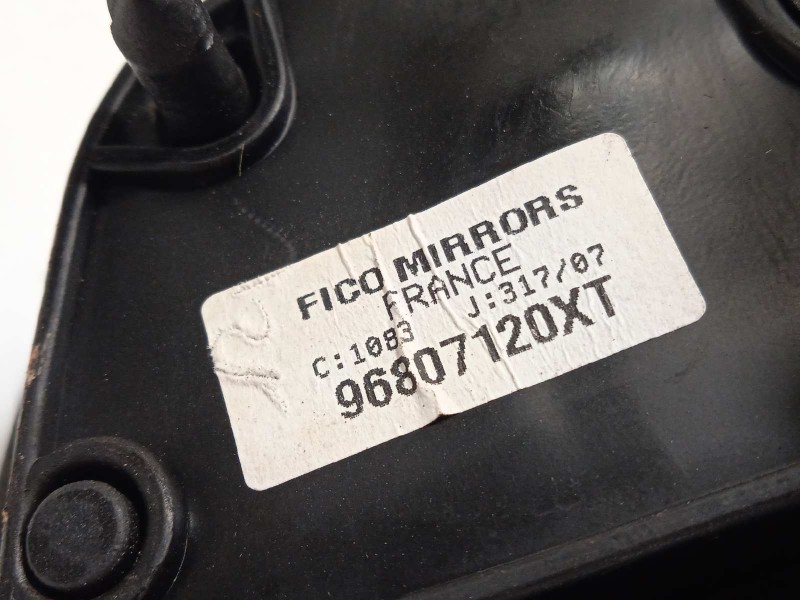 FICO MIRRORS
FRANCE
C:1083 J:317/07
96807120XT